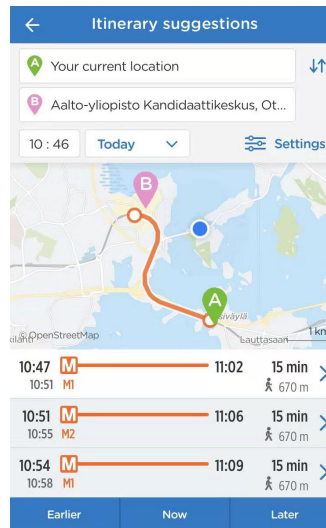 Itinerary suggestions
A Your current location
B Aalto-yliopisto Kandidaattikeskus, Ot...
10 : 46 Today Settings
B
A
© OpenStreetMap
Lauttasaari
1 km
10:47 M 11:02 15 min
10:51 M1 670 m
10:51 M 11:06 15 min
10:55 M2 670 m
10:54 M 11:09 15 min
10:58 M1 670 m
Earlier Now Later